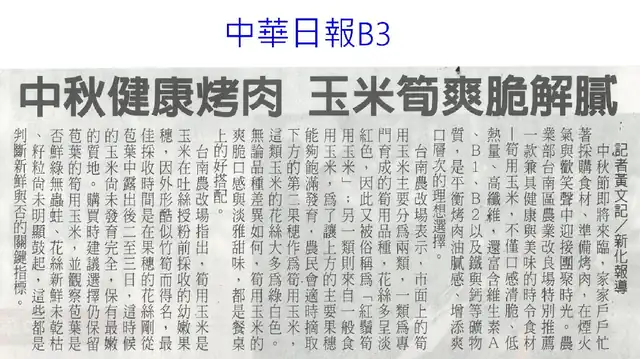 中華日報B3
中秋健康烤肉 玉米筍爽脆解膩
記者黃文記／新化報導
中秋節即將來臨，家家戶戶忙
著採購食材、準備烤肉，在煙火
氣與歡笑聲中迎接團聚時光。農
業部台南區農業改良場特別推薦
一款兼具健康與美味的時令食材
─筍用玉米，不僅口感清脆、低
熱量、高纖維，還富含維生素A
、B1、B2以及鐵與鈣等礦物
質，是平衡烤肉油膩感、增添爽
口層次的理想選擇。
台南農改場表示，市面上的筍
用玉米主要分為兩類，一類為專
門育成的筍用品種，花絲多呈淡
紅色，因此又被俗稱為「紅鬚筍
用玉米」；另一類則來自一般食
用玉米，為了讓上方的主要果穗
能夠飽滿發育，農民會適時摘取
下方的第二果穗作為筍用玉米，
這類玉米的花絲大多為綠白色。
無論品種差異如何，筍用玉米的
爽脆口感與淡雅甜味，都是餐桌
上的好搭配。
台南農改場指出，筍用玉米是
玉米在吐絲授粉前採收的幼嫩果
穗，因外形酷似竹筍而得名，最
佳採收時間是在果穗的花絲剛從
苞葉中露出後二至三日，這時候
的玉米尚未發育完全，保有最嫩
的質地。購買時建議選擇仍保留
苞葉的筍用玉米，並觀察苞葉是
否鮮綠無蟲蛀、花絲新鮮未乾枯
、籽粒尚未明顯鼓起，這些都是
判斷新鮮與否的關鍵指標。